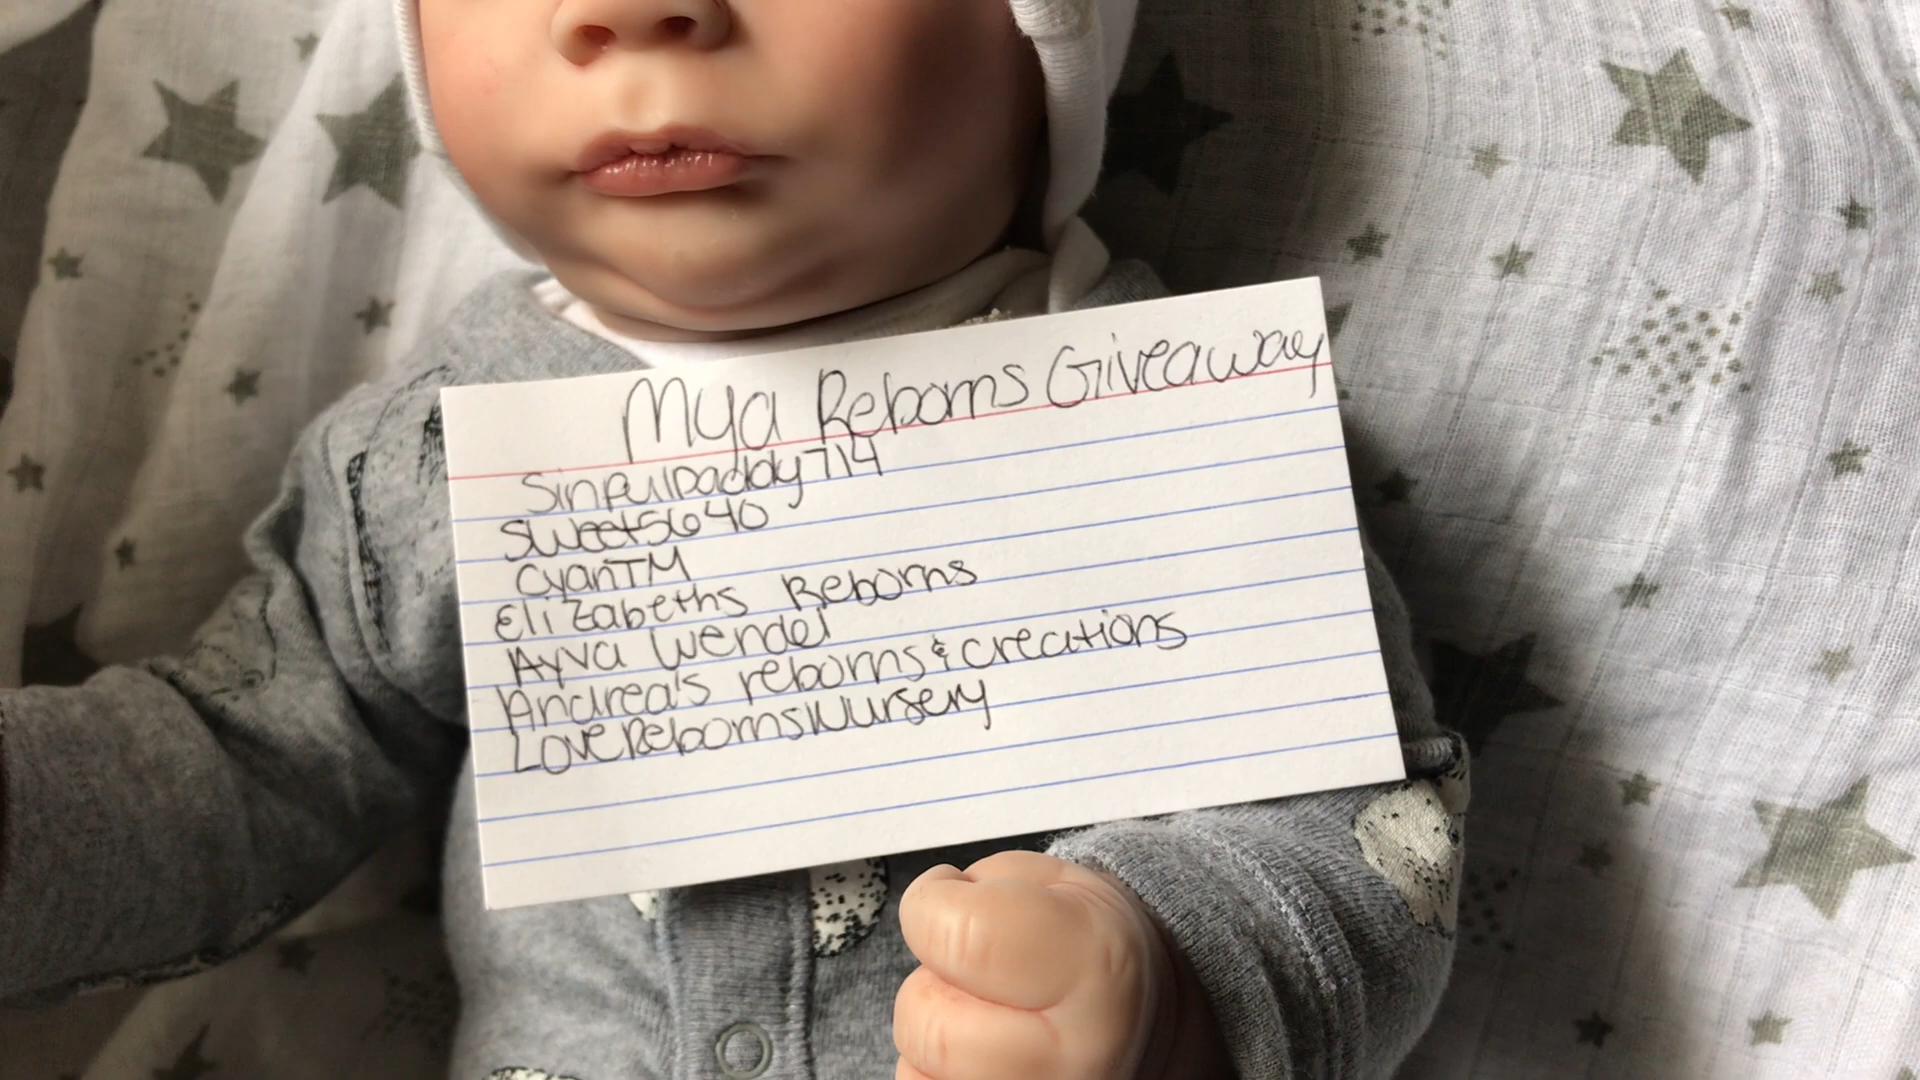 Mya Reborns Giveaway
SinfulDaddy714
Sweet5640
CyanTM
Elizabeths Reborns
Ayva Wendel
Andrea's reborns & creations
LoveRebornsNursery